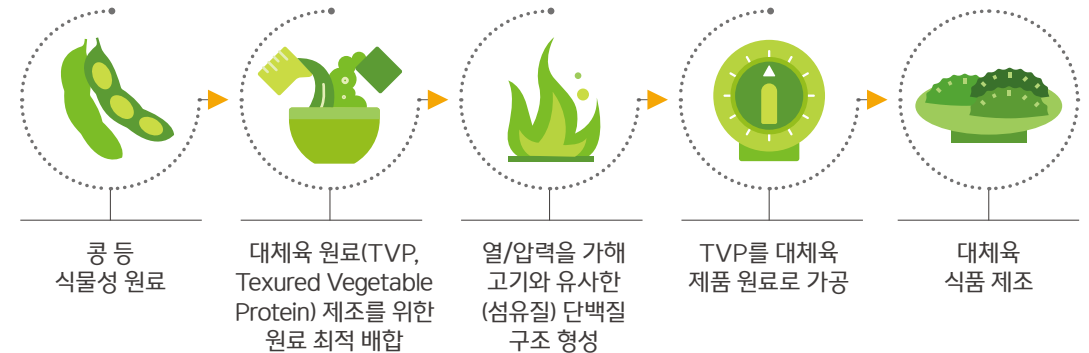 콩 등
식물성 원료
대체육 원료(TVP,
Texured Vegetable
Protein) 제조를 위한
원료 최적 배합
열/압력을 가해
고기와 유사한
(섬유질) 단백질
구조 형성
TVP를 대체육
제품 원료로 가공
대체육
식품 제조